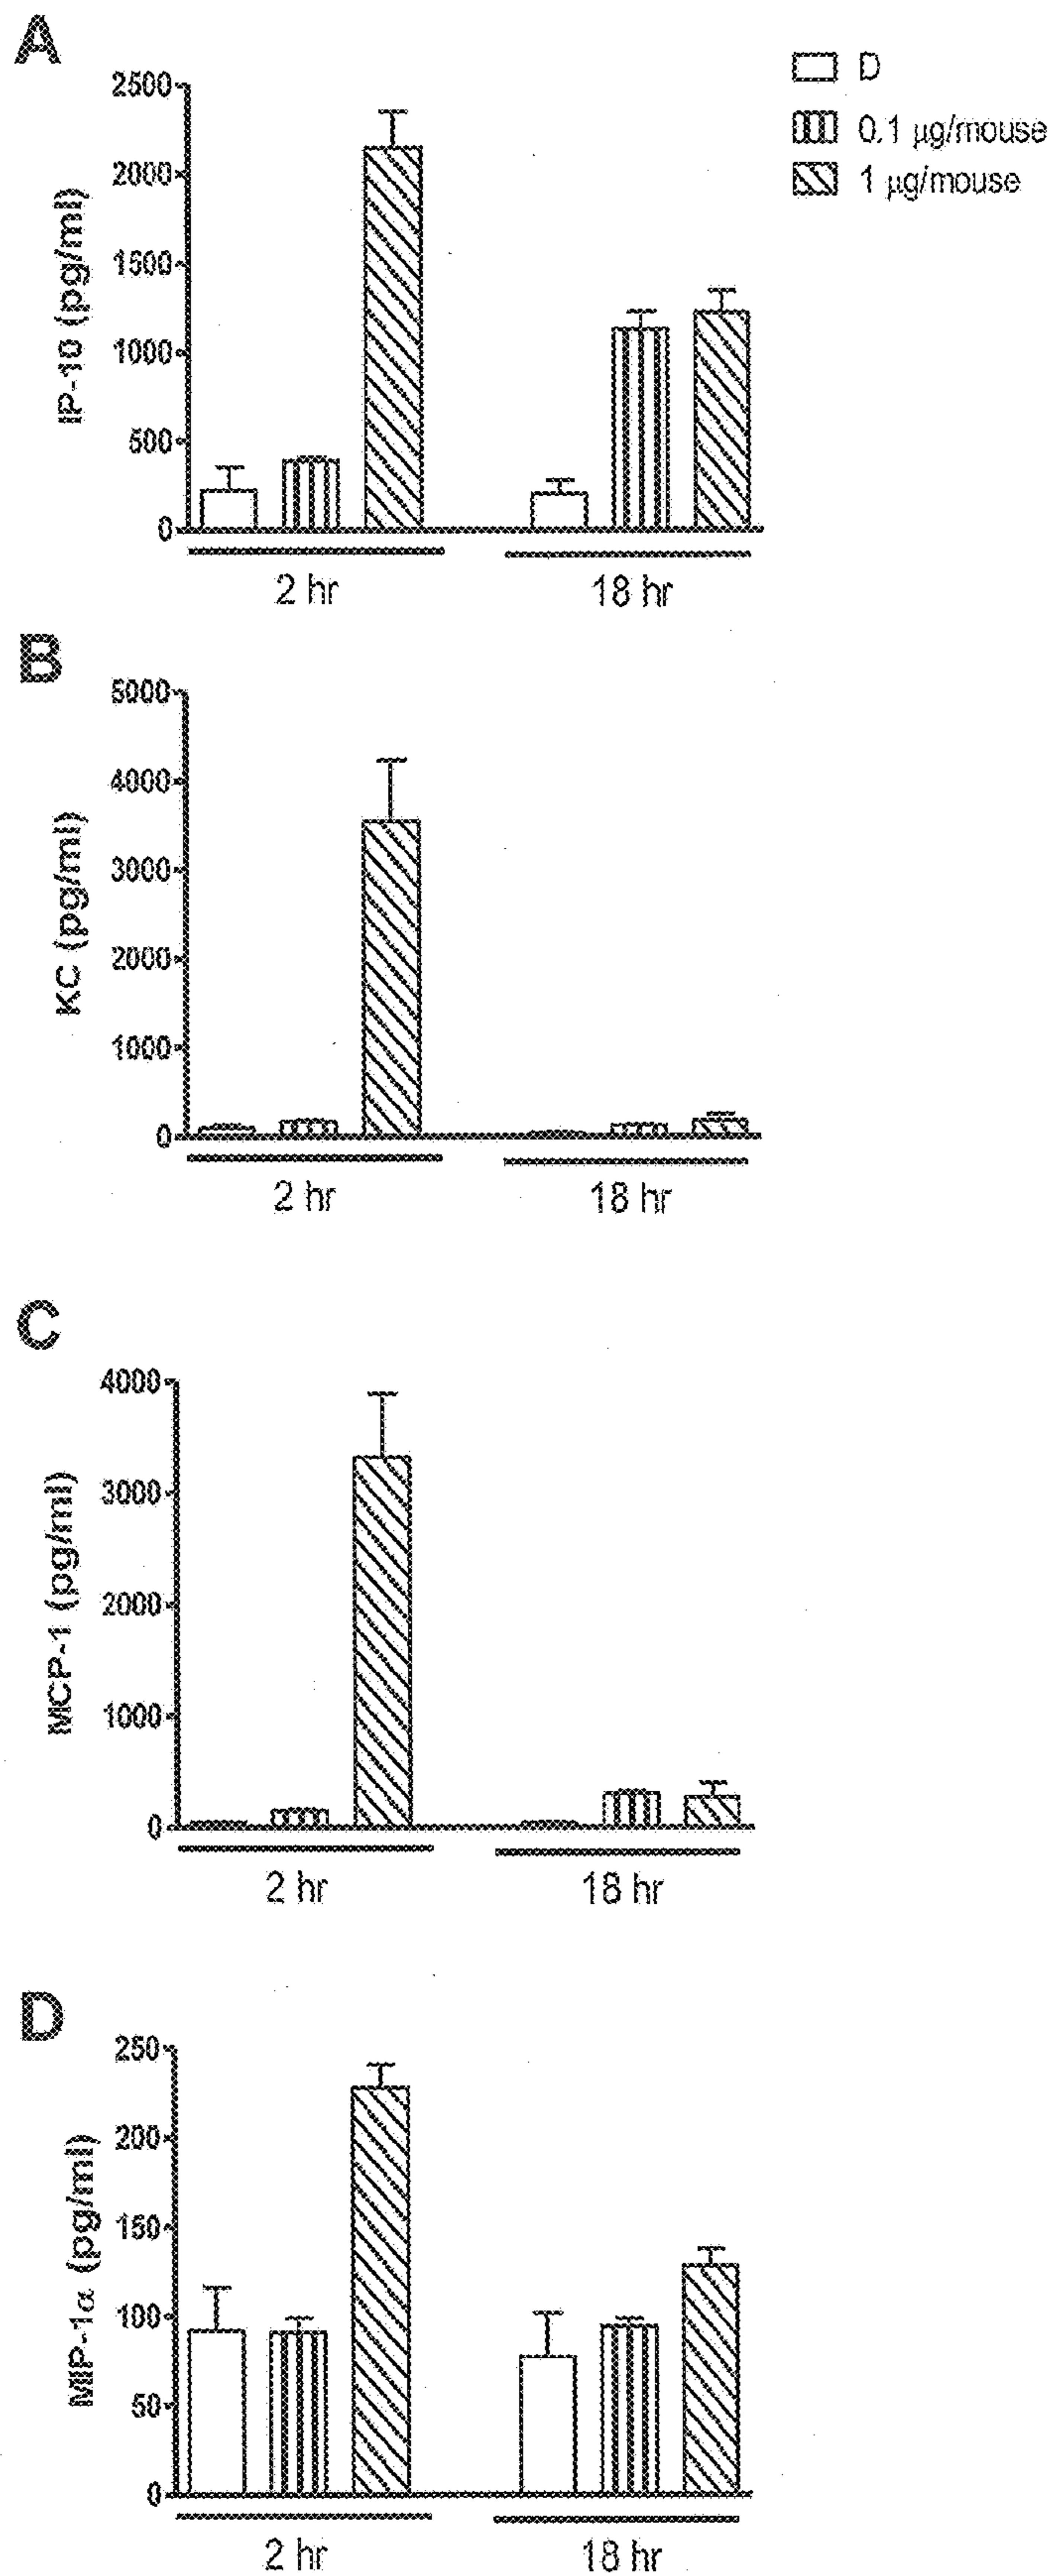 A
D
0.1 µg/mouse
1 µg/mouse
2500
2000
1500
1000
500
0
IP-10 (pg/ml)
2 hr
18 hr
B
5000
4000
3000
2000
1000
0
KC (pg/ml)
2 hr
18 hr
C
4000
3000
2000
1000
0
MCP-1 (pg/ml)
2 hr
18 hr
D
250
200
150
100
50
0
MIP-1α (pg/ml)
2 hr
18 hr